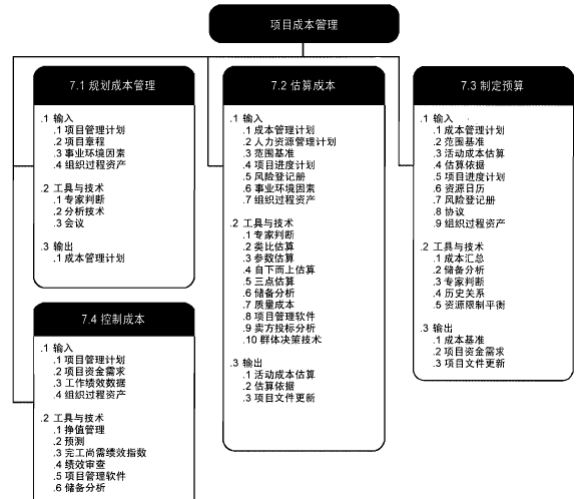 项目成本管理
7.1 规划成本管理
.1 输入
.1 项目管理计划
.2 项目章程
.3 事业环境因素
.4 组织过程资产
.2 工具与技术
.1 专家判断
.2 分析技术
.3 会议
.3 输出
.1 成本管理计划
7.2 估算成本
.1 输入
.1 成本管理计划
.2 人力资源管理计划
.3 范围基准
.4 项目进度计划
.5 风险登记册
.6 事业环境因素
.7 组织过程资产
.2 工具与技术
.1 专家判断
.2 类比估算
.3 参数估算
.4 自下而上估算
.5 三点估算
.6 储备分析
.7 质量成本
.8 项目管理软件
.9 卖方投标分析
.10 群体决策技术
.3 输出
.1 活动成本估算
.2 估算依据
.3 项目文件更新
7.3 制定预算
.1 输入
.1 成本管理计划
.2 范围基准
.3 活动成本估算
.4 估算依据
.5 项目进度计划
.6 资源日历
.7 风险登记册
.8 协议
.9 组织过程资产
.2 工具与技术
.1 成本汇总
.2 储备分析
.3 专家判断
.4 历史关系
.5 资源限制平衡
.3 输出
.1 成本基准
.2 项目资金需求
.3 项目文件更新
7.4 控制成本
.1 输入
.1 项目管理计划
.2 项目资金需求
.3 工作绩效数据
.4 组织过程资产
.2 工具与技术
.1 挣值管理
.2 预测
.3 完工尚需绩效指数
.4 绩效审查
.5 项目管理软件
.6 储备分析